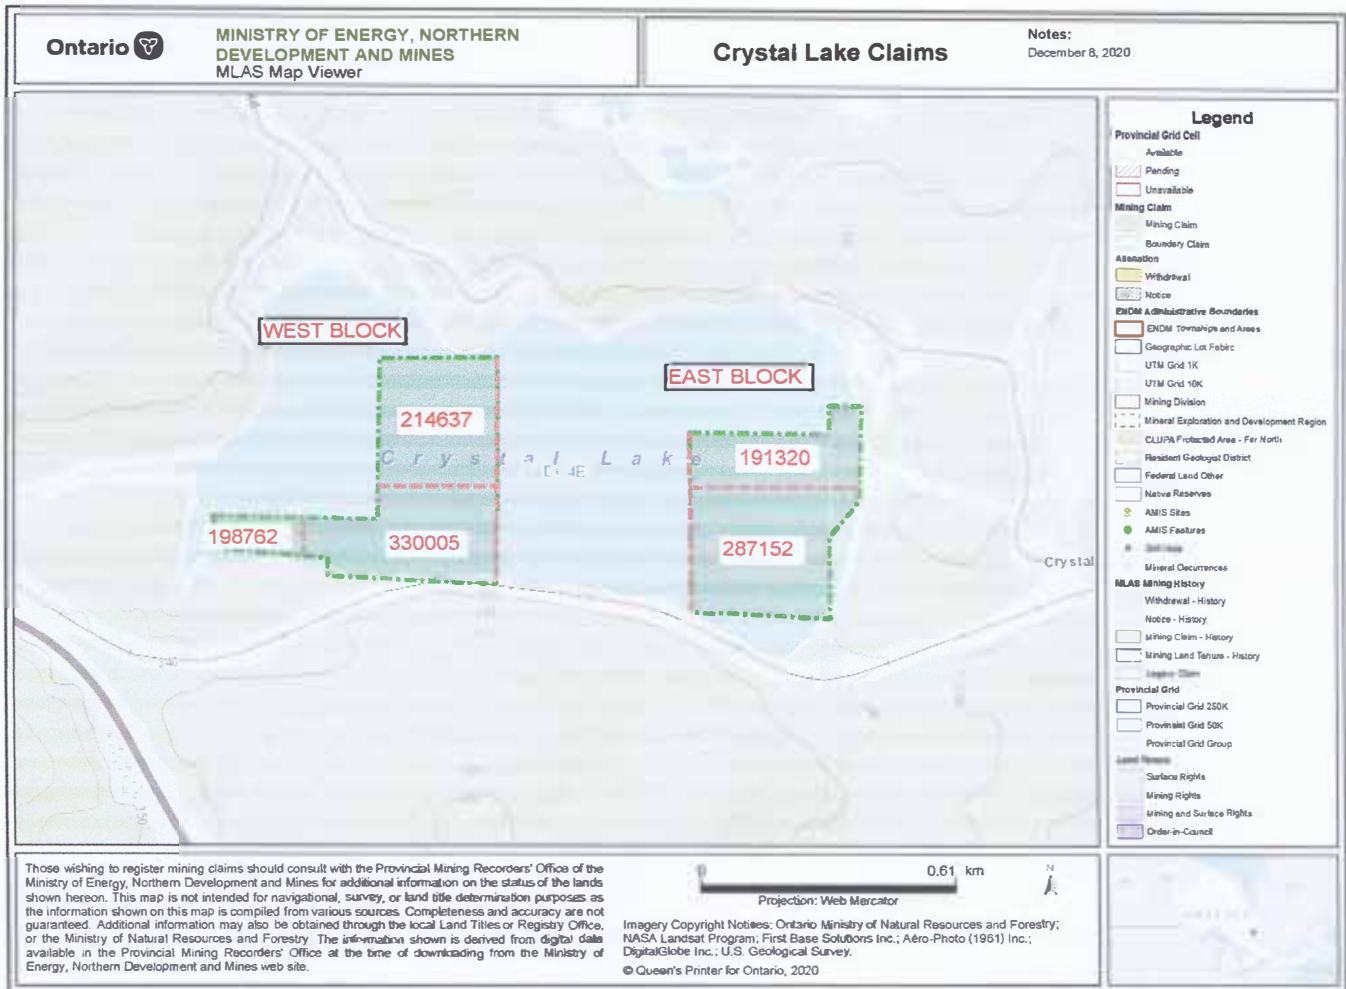 Ontario
MINISTRY OF ENERGY, NORTHERN
DEVELOPMENT AND MINES
MLAS Map Viewer
Crystal Lake Claims
Notes:
December 8, 2020
WEST BLOCK
EAST BLOCK
214637
191320
Crystal Lake
198762
330005
287152
Crystal
Legend
Provincial Grid Cell
Available
Pending
Unavailable
Mining Claim
Mining Claim
Boundary Claim
Alienation
Withdrawal
Notice
ENDM Administrative Boundaries
ENDM Townships and Areas
Geographic Lot Fabirc
UTM Grid 1K
UTM Grid 10K
Mining Division
Mineral Exploration and Development Region
CLUPA Protected Area - Far North
Resident Geologist District
Federal Land Other
Native Reserves
AMIS Sites
AMIS Features
Drill Hole
Mineral Occurrences
MLAS Mining History
Withdrawal - History
Notice - History
Mining Claim - History
Mining Land Tenure - History
Legacy Claim
Provincial Grid
Provincial Grid 250K
Provincial Grid 50K
Provincial Grid Group
Land Tenure
Surface Rights
Mining Rights
Mining and Surface Rights
Order-in-Council
Those wishing to register mining claims should consult with the Provincial Mining Recorders' Office of the
Ministry of Energy, Northern Development and Mines for additional information on the status of the lands
shown hereon. This map is not intended for navigational, survey, or land title determination purposes as
the information shown on this map is compiled from various sources. Completeness and accuracy are not
guaranteed. Additional information may also be obtained through the local Land Titles or Registry Office,
or the Ministry of Natural Resources and Forestry. The information shown is derived from digital data
available in the Provincial Mining Recorders' Office at the time of downloading from the Ministry of
Energy, Northern Development and Mines web site.
0
0.61 km
N
Projection: Web Mercator
Imagery Copyright Notices: Ontario Ministry of Natural Resources and Forestry;
NASA Landsat Program; First Base Solutions Inc.; Aéro-Photo (1961) Inc.;
DigitalGlobe Inc.; U.S. Geological Survey.
© Queen's Printer for Ontario, 2020